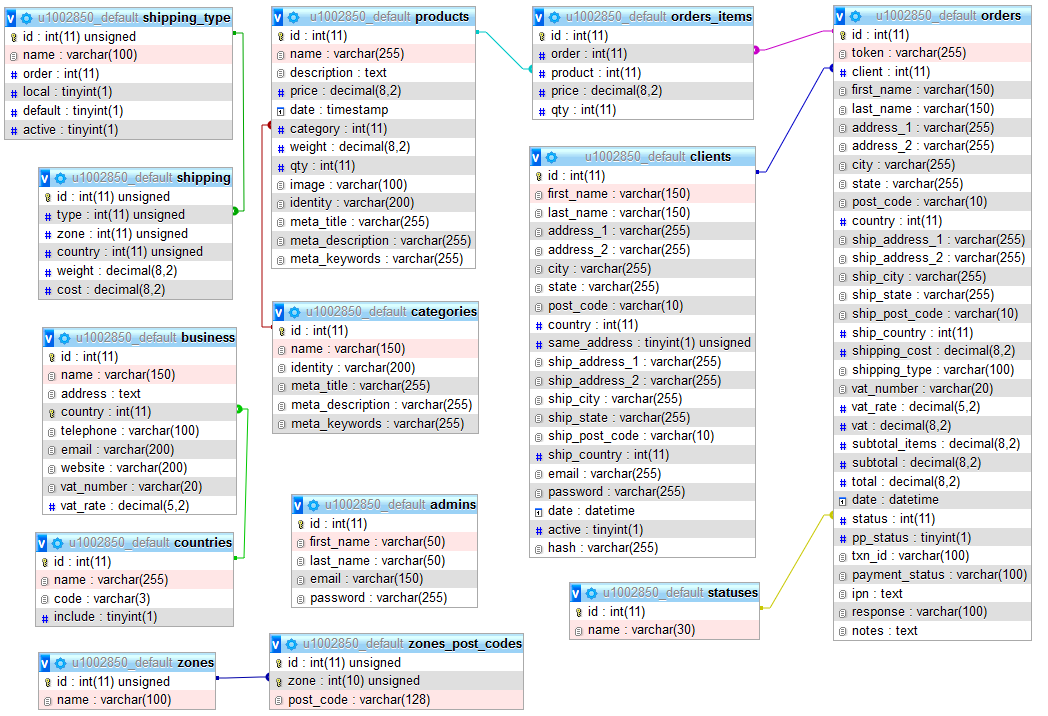 u1002850_default shipping_type
id : int(11) unsigned
name : varchar(100)
order : int(11)
local : tinyint(1)
default : tinyint(1)
active : tinyint(1)
u1002850_default shipping
id : int(11) unsigned
type : int(11) unsigned
zone : int(11) unsigned
country : int(11) unsigned
weight : decimal(8,2)
cost : decimal(8,2)
u1002850_default business
id : int(11)
name : varchar(150)
address : text
country : int(11)
telephone : varchar(100)
email : varchar(200)
website : varchar(200)
vat_number : varchar(20)
vat_rate : decimal(5,2)
u1002850_default countries
id : int(11)
name : varchar(255)
code : varchar(3)
include : tinyint(1)
u1002850_default zones
id : int(11) unsigned
name : varchar(100)
u1002850_default products
id : int(11)
name : varchar(255)
description : text
price : decimal(8,2)
date : timestamp
category : int(11)
weight : decimal(8,2)
qty : int(11)
image : varchar(100)
identity : varchar(200)
meta_title : varchar(255)
meta_description : varchar(255)
meta_keywords : varchar(255)
u1002850_default categories
id : int(11)
name : varchar(150)
identity : varchar(200)
meta_title : varchar(255)
meta_description : varchar(255)
meta_keywords : varchar(255)
u1002850_default admins
id : int(11)
first_name : varchar(50)
last_name : varchar(50)
email : varchar(150)
password : varchar(255)
u1002850_default zones_post_codes
id : int(11) unsigned
zone : int(10) unsigned
post_code : varchar(128)
u1002850_default orders_items
id : int(11)
order : int(11)
product : int(11)
price : decimal(8,2)
qty : int(11)
u1002850_default clients
id : int(11)
first_name : varchar(150)
last_name : varchar(150)
address_1 : varchar(255)
address_2 : varchar(255)
city : varchar(255)
state : varchar(255)
post_code : varchar(10)
country : int(11)
same_address : tinyint(1) unsigned
ship_address_1 : varchar(255)
ship_address_2 : varchar(255)
ship_city : varchar(255)
ship_state : varchar(255)
ship_post_code : varchar(10)
ship_country : int(11)
email : varchar(255)
password : varchar(255)
date : datetime
active : tinyint(1)
hash : varchar(255)
u1002850_default statuses
id : int(11)
name : varchar(30)
u1002850_default orders
id : int(11)
token : varchar(255)
client : int(11)
first_name : varchar(150)
last_name : varchar(150)
address_1 : varchar(255)
address_2 : varchar(255)
city : varchar(255)
state : varchar(255)
post_code : varchar(10)
country : int(11)
ship_address_1 : varchar(255)
ship_address_2 : varchar(255)
ship_city : varchar(255)
ship_state : varchar(255)
ship_post_code : varchar(10)
ship_country : int(11)
shipping_cost : decimal(8,2)
shipping_type : varchar(100)
vat_number : varchar(20)
vat_rate : decimal(5,2)
vat : decimal(8,2)
subtotal_items : decimal(8,2)
subtotal : decimal(8,2)
total : decimal(8,2)
date : datetime
status : int(11)
pp_status : tinyint(1)
txn_id : varchar(100)
payment_status : varchar(100)
ipn : text
response : varchar(100)
notes : text